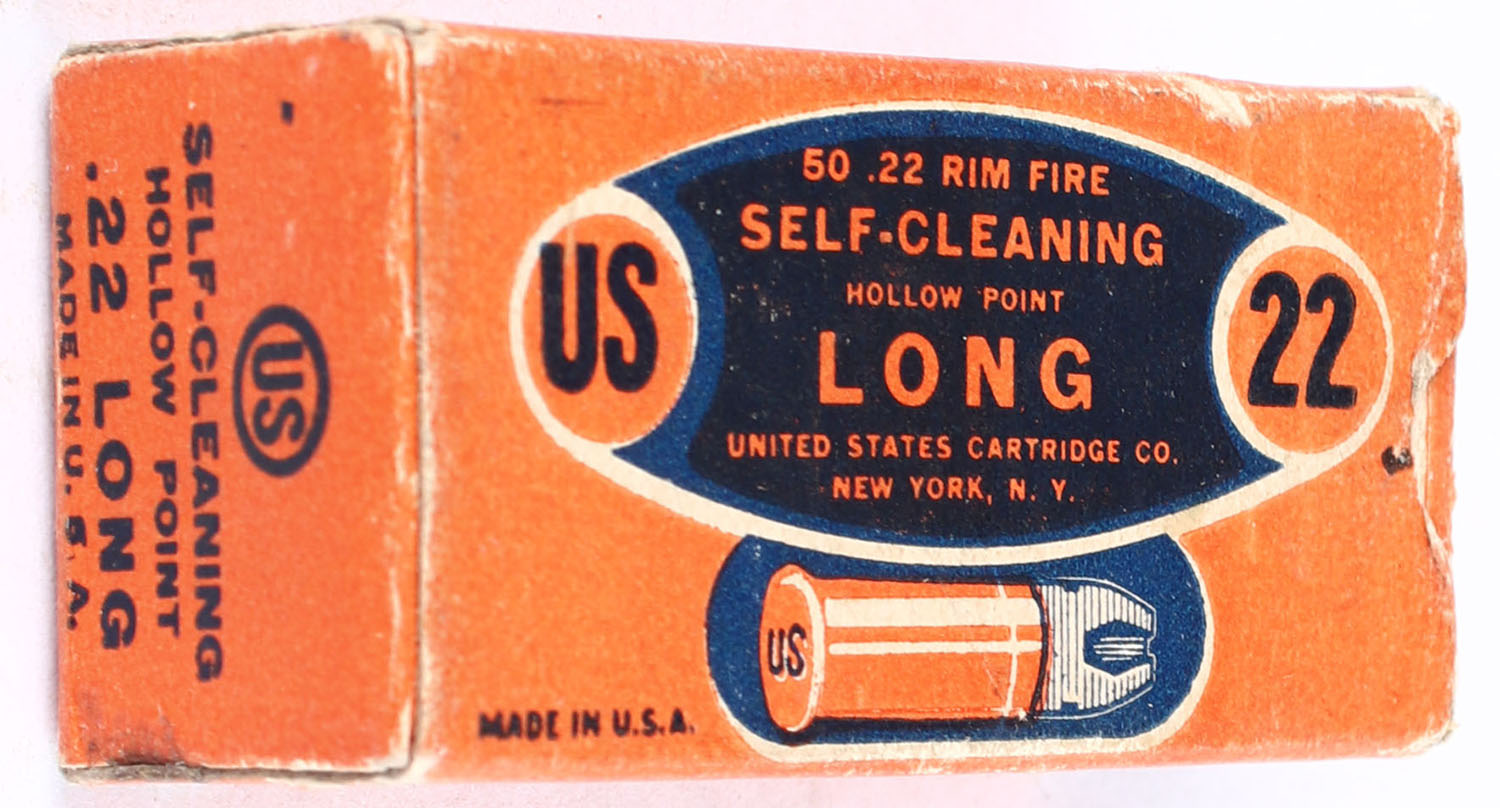 50 .22 RIM FIRE
SELF-CLEANING
HOLLOW POINT
LONG
UNITED STATES CARTRIDGE CO.
NEW YORK, N. Y.
US
22
US
MADE IN U.S.A.
US
SELF-CLEANING
HOLLOW POINT
.22 LONG
MADE IN U.S.A.